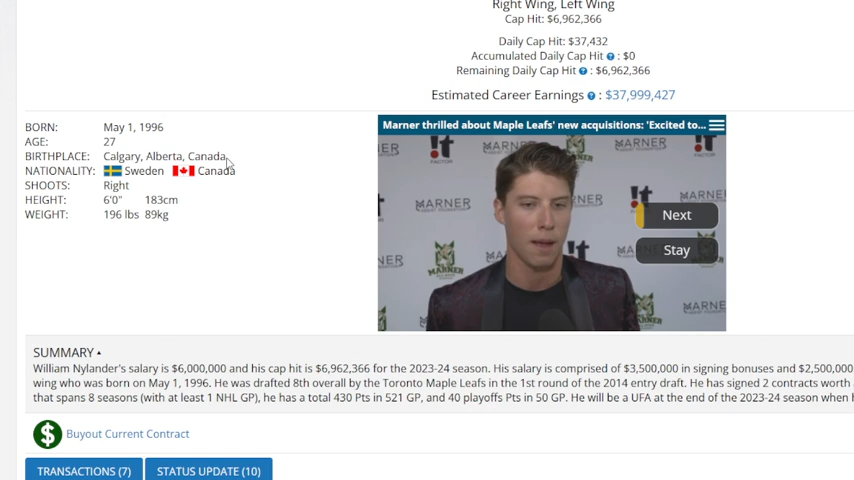 Right Wing, Left Wing
Cap Hit: $6,962,366
Daily Cap Hit: $37,432
Accumulated Daily Cap Hit ? : $0
Remaining Daily Cap Hit ? : $6,962,366
Estimated Career Earnings ? : $37,999,427
BORN: May 1, 1996
AGE: 27
BIRTHPLACE: Calgary, Alberta, Canada
NATIONALITY: Sweden Canada
SHOOTS: Right
HEIGHT: 6'0" 183cm
WEIGHT: 196 lbs 89kg
Marner thrilled about Maple Leafs' new acquisitions: 'Excited to...
MARNER
MARNER
Next
Stay
SUMMARY
William Nylander's salary is $6,000,000 and his cap hit is $6,962,366 for the 2023-24 season. His salary is comprised of $3,500,000 in signing bonuses and $2,500,000
wing who was born on May 1, 1996. He was drafted 8th overall by the Toronto Maple Leafs in the 1st round of the 2014 entry draft. He has signed 2 contracts worth
that spans 8 seasons (with at least 1 NHL GP), he has a total 430 Pts in 521 GP, and 40 playoffs Pts in 50 GP. He will be a UFA at the end of the 2023-24 season when
$ Buyout Current Contract
TRANSACTIONS (7) STATUS UPDATE (10)